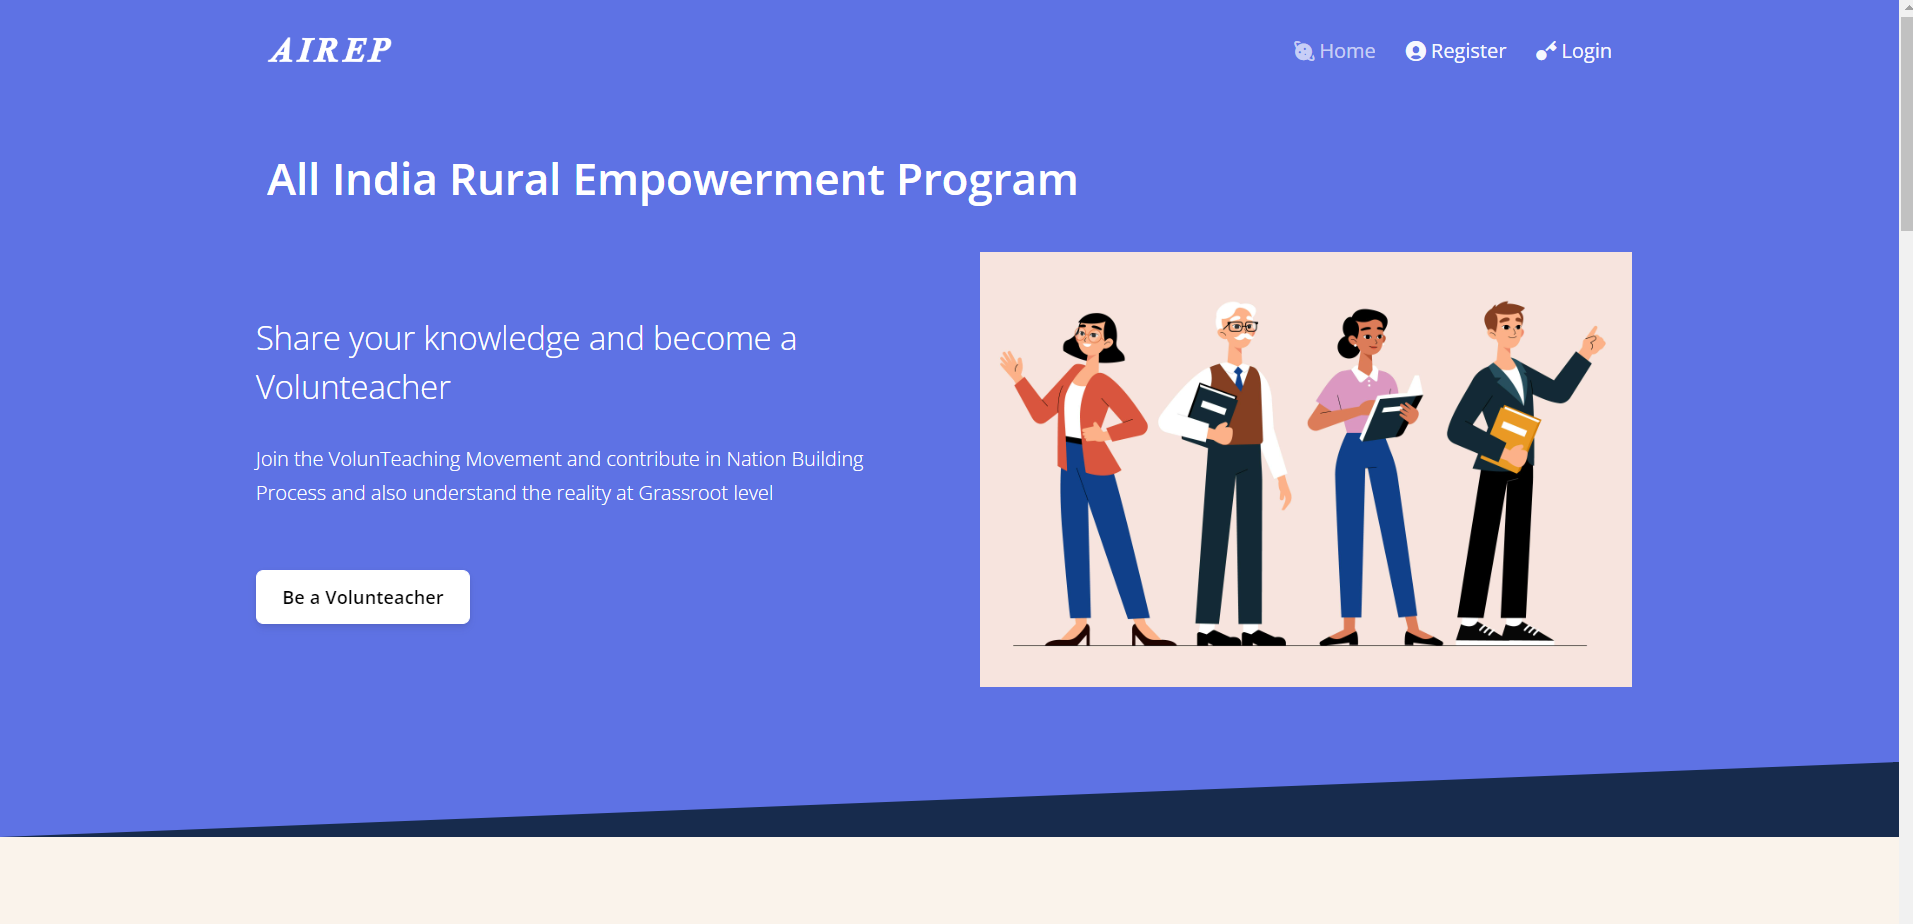 AIREP
Home Register Login
All India Rural Empowerment Program
Share your knowledge and become a
Volunteacher
Join the VolunTeaching Movement and contribute in Nation Building
Process and also understand the reality at Grassroot level
Be a Volunteacher